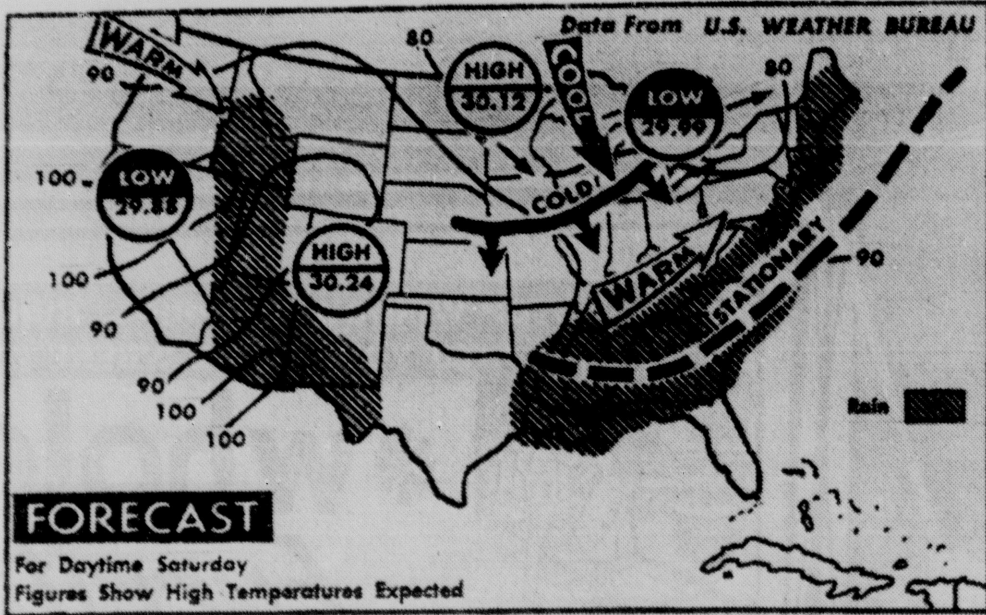 Data From U.S. WEATHER BUREAU
WARM
80
COOL
90
HIGH
30.12
80
LOW
29.99
100
LOW
29.88
COLD
HIGH
30.24
WARM
STATIONARY
90
100
90
90
100
100
Rain
FORECAST
For Daytime Saturday
Figures Show High Temperatures Expected